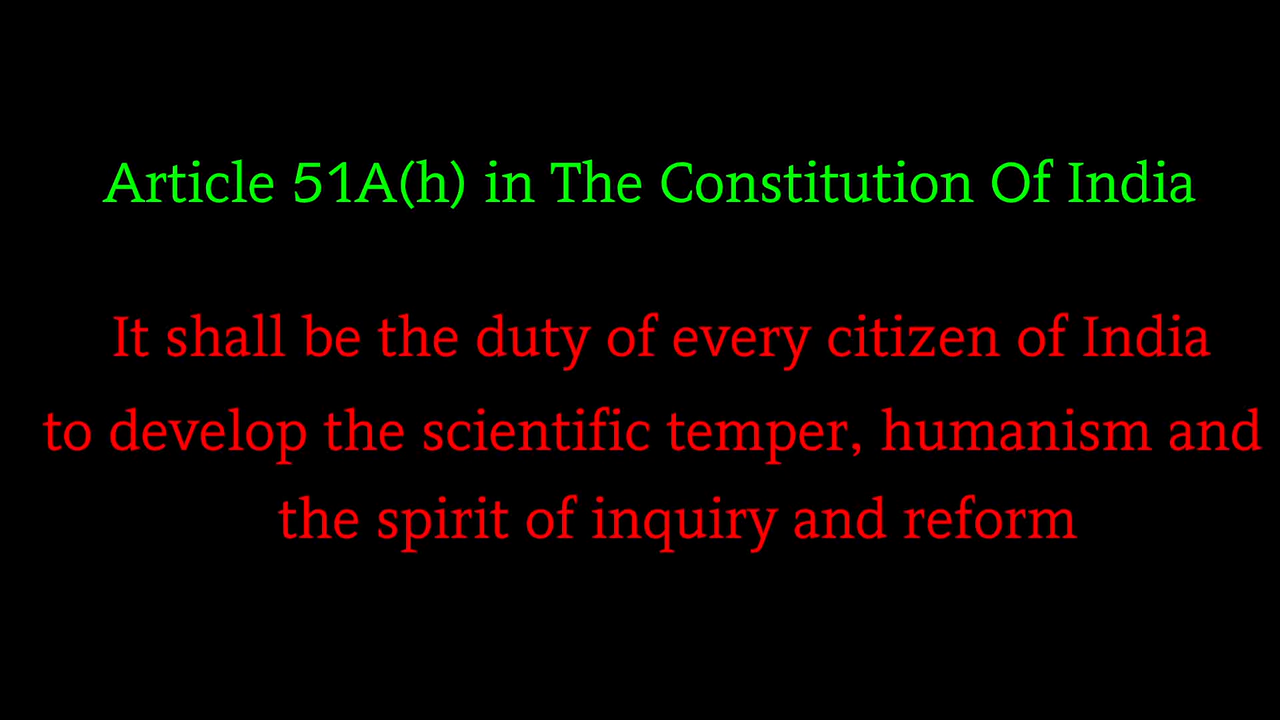 Article 51A(h) in The Constitution Of India
It shall be the duty of every citizen of India
to develop the scientific temper, humanism and
the spirit of inquiry and reform